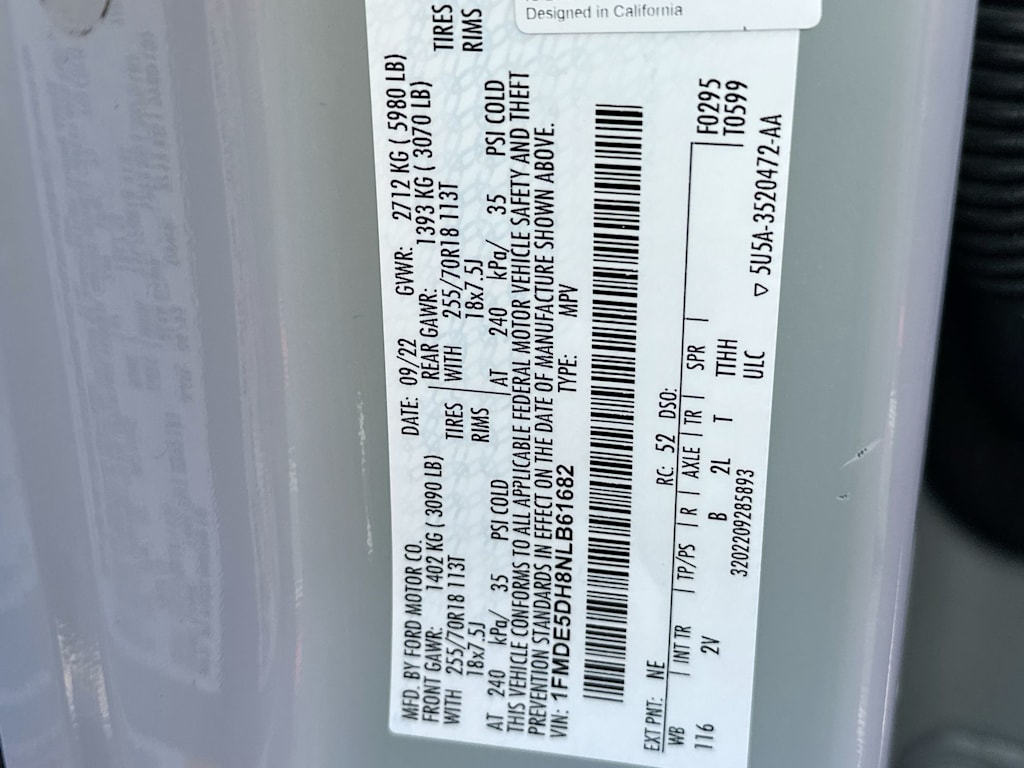 Designed in California
MFD. BY FORD MOTOR CO. DATE: 09/22 GVWR: 2712 KG ( 5980 LB)
FRONT GAWR: 1402 KG ( 3090 LB) REAR GAWR: 1393 KG ( 3070 LB)
WITH 255/70R18 113T TIRES WITH 255/70R18 113T TIRES
18x7.5J RIMS 18x7.5J RIMS
AT 240 kPa/ 35 PSI COLD AT 240 kPa/ 35 PSI COLD
THIS VEHICLE CONFORMS TO ALL APPLICABLE FEDERAL MOTOR VEHICLE SAFETY AND THEFT
PREVENTION STANDARDS IN EFFECT ON THE DATE OF MANUFACTURE SHOWN ABOVE.
VIN: 1FMDE5DH8NLB61682 TYPE: MPV
EXT PNT: NE RC: 52 DSO:
WB INT TR TP/PS R AXLE TR SPR F0295
116 2V B 2L T TTHH T0599
3202209285893 ULC ▽ 5U5A-3520472-AA